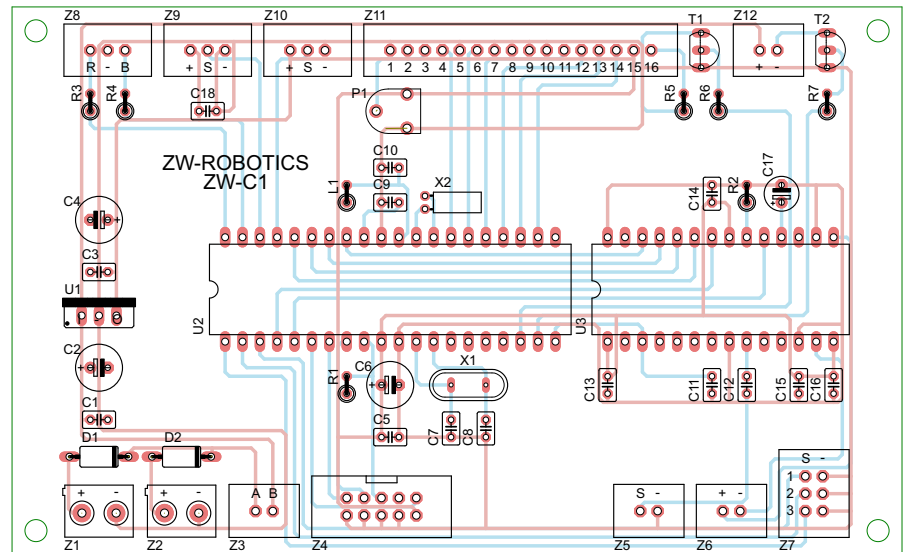 Z8 Z9 Z10 Z11 T1 Z12 T2
R - B + S - + S - 1 2 3 4 5 6 7 8 9 10 11 12 13 14 15 16 + -
R3 R4 C18 P1 R5 R6 R7
ZW-ROBOTICS
ZW-C1
C10
C17
L1 C9 X2 C14 R2
C4
+
C3
U1
U2 U3
C2 C6 X1
+ +
R1 C13 C11 C12 C15 C16
C1 C5 C7 C8
D1 D2
S -
1
2
3
+ - + - A B S - + -
Z1 Z2 Z3 Z4 Z5 Z6 Z7